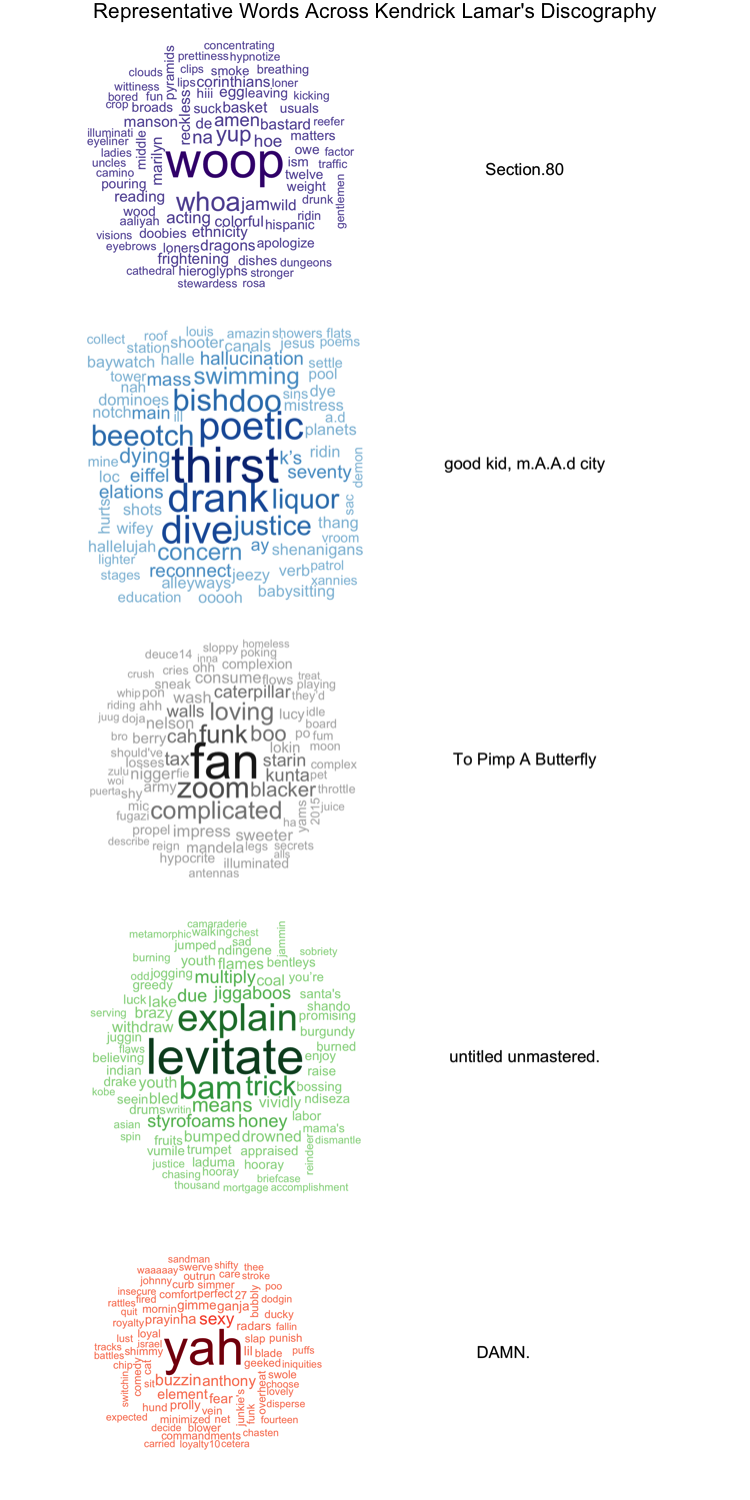 Representative Words Across Kendrick Lamar's Discography
concentrating
prettiness hypnotize
pyramids
clouds clips smoke breathing
wittiness lips corinthians loner
bored fun hiii egg leaving kicking
crop broads suck basket usuals
reckless
manson de amen bastard reefer
illuminati na yup hoe matters
eyeliner middle owe factor
ladies marilyn woop ism traffic
uncles twelve
camino weight
pouring
reading whoa jam wild drunk gentlemen
wood acting colorful ridin
aaliyah hispanic
visions doobies ethnicity
eyebrows loners dragons apologize
frightening dishes dungeons
cathedral hieroglyphs stronger
stewardess rosa
Section.80
collect roof louis amazin showers flats
station shooter canals jesus poems
baywatch halle hallucination settle
tower mass swimming pool
nah
dominoes bishdoo sins dye
notch main ill mistress
a.d
beeotch poetic planets
mine dying thirst k's ridin demon
loc eiffel seventy
elations drank liquor
hurts shots sac
wifey dive justice thang
vroom
hallelujah concern ay shenanigans
lighter
stages reconnect jeezy verb patrol
alleyways xannies
education ooooh babysitting
good kid, m.A.A.d city
sloppy homeless
deuce14 inna poking
crush cries ohh complexion
sneak consume flows treat
whip pon wash caterpillar they'd playing
riding ahh walls loving lucy idle
juug doja nelson board
bro berry cah funk boo po fum
should've lokin moon
losses tax fan starin complex
zulu nigger fie kunta pet
woi
puerta shy army zoom blacker throttle
mic complicated yams 2015 juice
fugazi ha
propel impress sweeter
describe reign mandela legs secrets
hypocrite illuminated alls
antennas
To Pimp A Butterfly
camaraderie
metamorphic walking chest jammin
jumped ndingene sad
burning youth flames bentleys sobriety
odd jogging multiply coal you're
greedy
luck lake due jiggaboos santa's
serving brazy shando
withdraw explain promising
juggin burgundy
flaws burned
believing levitate enjoy
indian raise
drake youth bam trick bossing
kobe
seein bled means vividly ndiseza
drums writin labor
asian styrofoams honey mama's
spin fruits bumped drowned dismantle
vumile trumpet appraised reindeer
justice laduma hooray
chasing hooray briefcase
thousand mortgage accomplishment
untitled unmastered.
sandman
waaaaay swerve shifty thee
outrun care stroke
johnny curb simmer poo
insecure comfort perfect 27 bubbly
rattles fired gimme ganja dodgin
quit mornin ducky
royalty prayin ha sexy radars fallin
lust loyal slap punish
tracks israel yah lil blade puffs
battles shimmy geeked iniquities
chip cat buzzin anthony swole
switchin comedy sit overheat choose
element fear lovely
junkie's funk disperse
hund prolly vein
expected minimized net fourteen
decide blower chasten
commandments
carried loyalty10 cetera
DAMN.